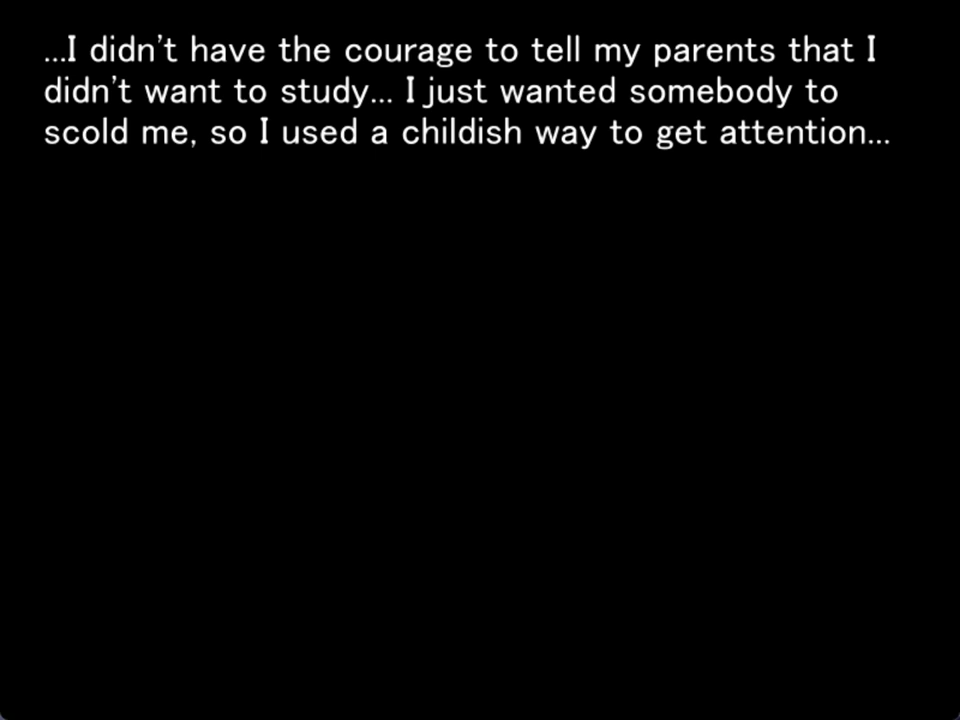 ...I didn't have the courage to tell my parents that I
didn't want to study... I just wanted somebody to
scold me, so I used a childish way to get attention...